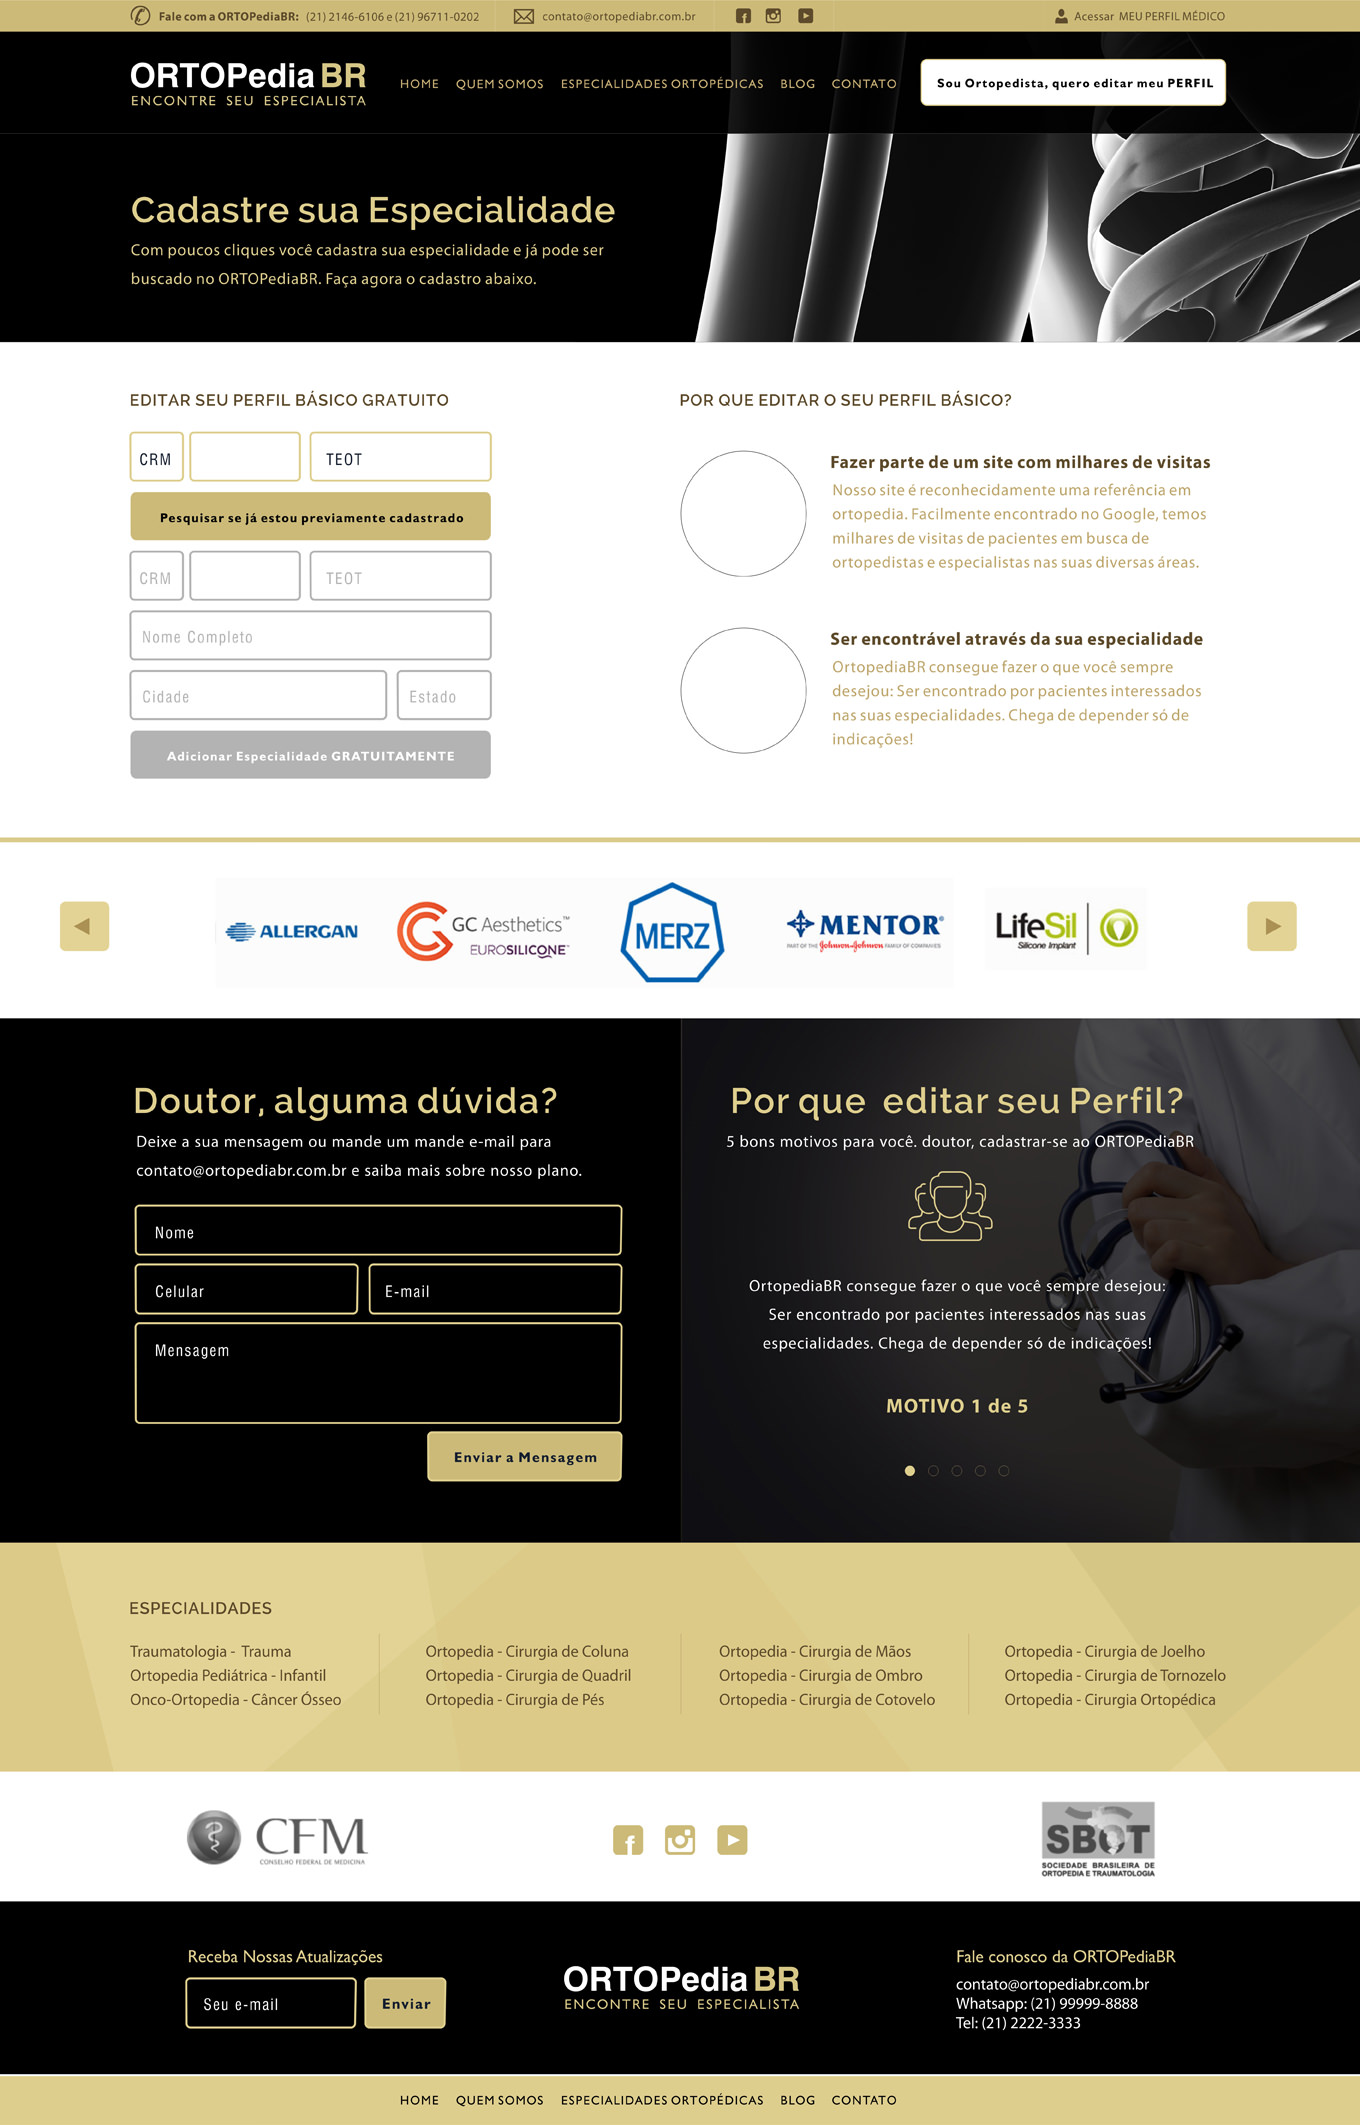 Fale com a ORTOPediaBR: (21) 2146-6106 e (21) 96711-0202
contato@ortopediabr.com.br
Acessar MEU PERFIL MÉDICO
ORTOPedia BR
ENCONTRE SEU ESPECIALISTA
HOME QUEM SOMOS ESPECIALIDADES ORTOPÉDICAS BLOG CONTATO
Sou Ortopedista, quero editar meu PERFIL
Cadastre sua Especialidade
Com poucos cliques você cadastra sua especialidade e já pode ser
buscado no ORTOPediaBR. Faça agora o cadastro abaixo.
EDITAR SEU PERFIL BÁSICO GRATUITO
CRM
TEOT
Pesquisar se já estou previamente cadastrado
CRM
TEOT
Nome Completo
Cidade
Estado
Adicionar Especialidade GRATUITAMENTE
POR QUE EDITAR O SEU PERFIL BÁSICO?
Fazer parte de um site com milhares de visitas
Nosso site é reconhecidamente uma referência em
ortopedia. Facilmente encontrado no Google, temos
milhares de visitas de pacientes em busca de
ortopedistas e especialistas nas suas diversas áreas.
Ser encontrável através da sua especialidade
OrtopediaBR consegue fazer o que você sempre
desejou: Ser encontrado por pacientes interessados
nas suas especialidades. Chega de depender só de
indicações!
ALLERGAN
GC Aesthetics™
EUROSILICONE
MERZ
MENTOR®
PART OF THE Johnson & Johnson FAMILY OF COMPANIES
LifeSil
Silicone Implant
Doutor, alguma dúvida?
Deixe a sua mensagem ou mande um mande e-mail para
contato@ortopediabr.com.br e saiba mais sobre nosso plano.
Nome
Celular
E-mail
Mensagem
Enviar a Mensagem
Por que editar seu Perfil?
5 bons motivos para você. doutor, cadastrar-se ao ORTOPediaBR
OrtopediaBR consegue fazer o que você sempre desejou:
Ser encontrado por pacientes interessados nas suas
especialidades. Chega de depender só de indicações!
MOTIVO 1 de 5
ESPECIALIDADES
Traumatologia - Trauma
Ortopedia Pediátrica - Infantil
Onco-Ortopedia - Câncer Ósseo
Ortopedia - Cirurgia de Coluna
Ortopedia - Cirurgia de Quadril
Ortopedia - Cirurgia de Pés
Ortopedia - Cirurgia de Mãos
Ortopedia - Cirurgia de Ombro
Ortopedia - Cirurgia de Cotovelo
Ortopedia - Cirurgia de Joelho
Ortopedia - Cirurgia de Tornozelo
Ortopedia - Cirurgia Ortopédica
CFM
CONSELHO FEDERAL DE MEDICINA
SBOT
SOCIEDADE BRASILEIRA DE
ORTOPEDIA E TRAUMATOLOGIA
Receba Nossas Atualizações
Seu e-mail
Enviar
ORTOPedia BR
ENCONTRE SEU ESPECIALISTA
Fale conosco da ORTOPediaBR
contato@ortopediabr.com.br
Whatsapp: (21) 99999-8888
Tel: (21) 2222-3333
HOME QUEM SOMOS ESPECIALIDADES ORTOPÉDICAS BLOG CONTATO